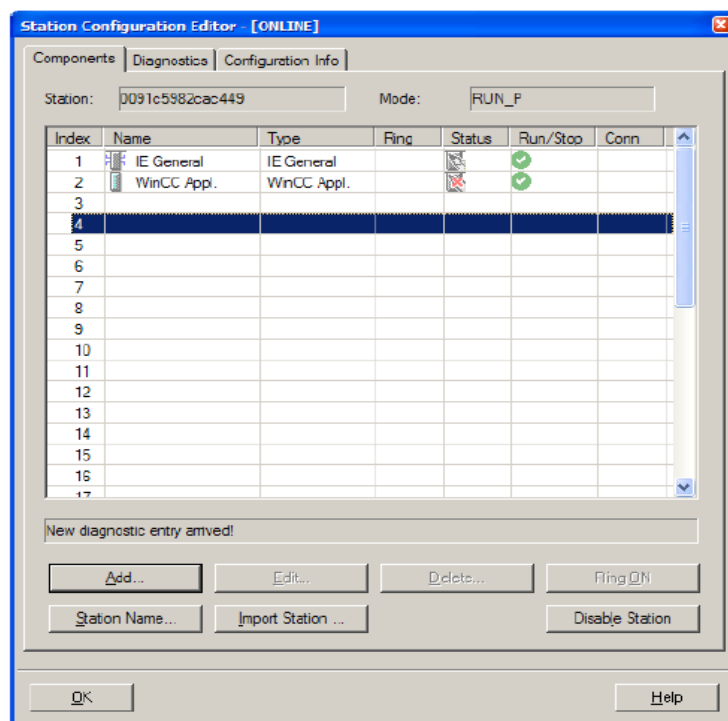 Station Configuration Editor - [ONLINE]
Components Diagnostics Configuration Info
Station: 0091c5982cac449 Mode: RUN_P
Index Name Type Ring Status Run/Stop Conn
1 IE General IE General
2 WinCC Appl. WinCC Appl.
3
4
5
6
7
8
9
10
11
12
13
14
15
16
17
New diagnostic entry arrived!
Add... Edit... Delete... Ring ON
Station Name... Import Station ... Disable Station
OK Help